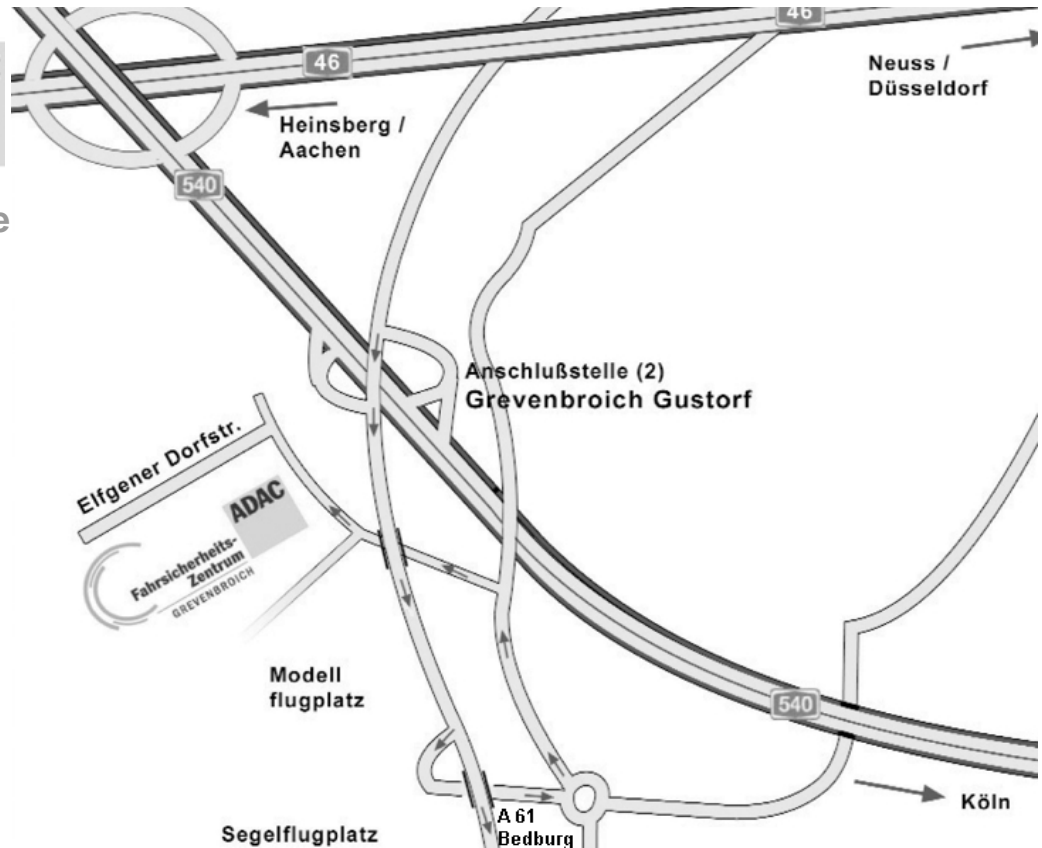 46
46
Neuss /
Düsseldorf
Heinsberg /
Aachen
540
e
Anschlußstelle (2)
Grevenbroich Gustorf
Elfgener Dorfstr.
ADAC
Fahrsicherheits-
Zentrum
GREVENBROICH
Modell
flugplatz
540
Köln
A 61
Bedburg
Segelflugplatz